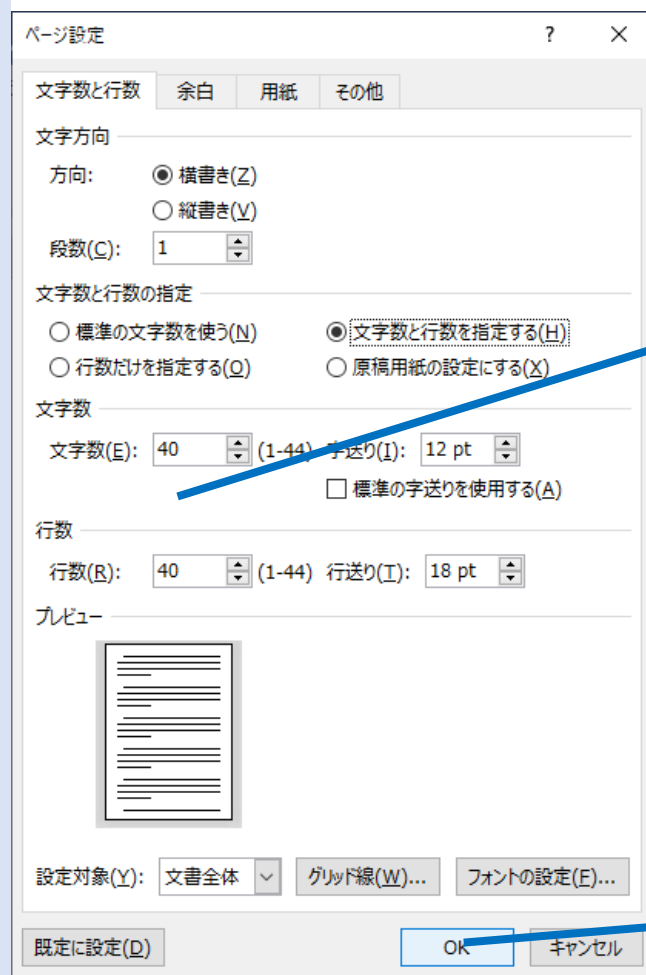 ページ設定 ? ×
文字数と行数 余白 用紙 その他
文字方向
方向: 横書き(Z)
縦書き(V)
段数(C): 1
文字数と行数の指定
標準の文字数を使う(N) 文字数と行数を指定する(H)
行数だけを指定する(O) 原稿用紙の設定にする(X)
文字数
文字数(E): 40 (1-44) 字送り(I): 12 pt
標準の字送りを使用する(A)
行数
行数(R): 40 (1-44) 行送り(T): 18 pt
プレビュー
設定対象(Y): 文書全体 グリッド線(W)... フォントの設定(F)...
既定に設定(D) OK キャンセル